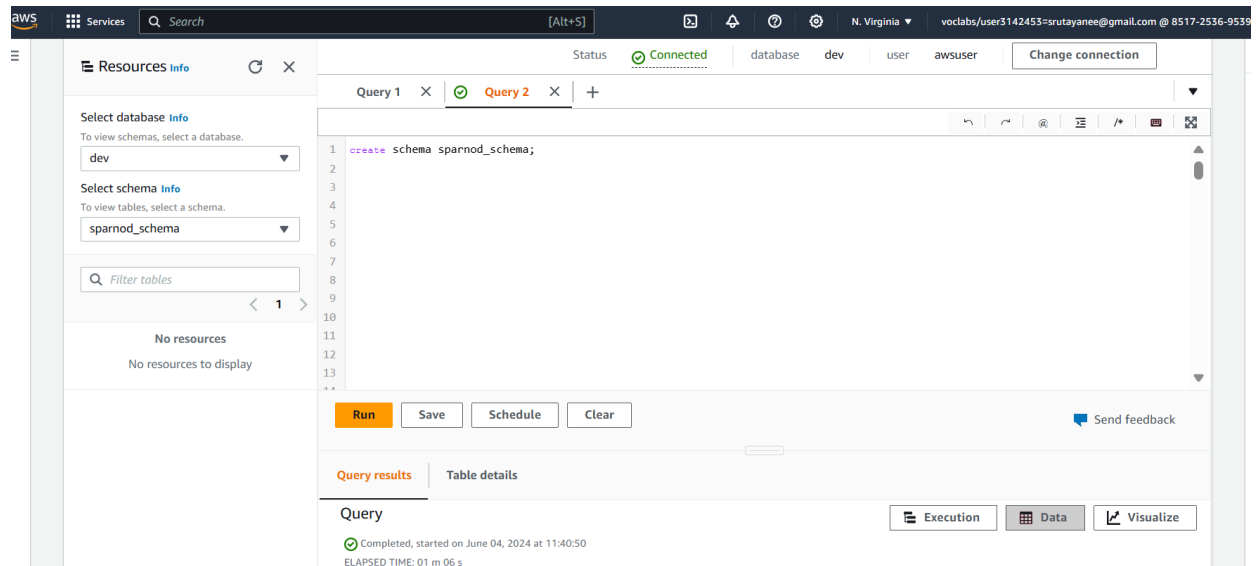 aws Services Search [Alt+S] N. Virginia voclabs/user3142453=srutayanee@gmail.com @ 8517-2536-9539
Resources Info
Status Connected database dev user awsuser Change connection
Query 1 Query 2
Select database Info
To view schemas, select a database.
dev
Select schema Info
To view tables, select a schema.
sparnod_schema
Filter tables
1
No resources
No resources to display
@ /*
1 create schema sparnod_schema;
2
3
4
5
6
7
8
9
10
11
12
13
14
Run Save Schedule Clear
Send feedback
Query results Table details
Query
Execution Data Visualize
Completed, started on June 04, 2024 at 11:40:50
ELAPSED TIME: 01 m 06 s